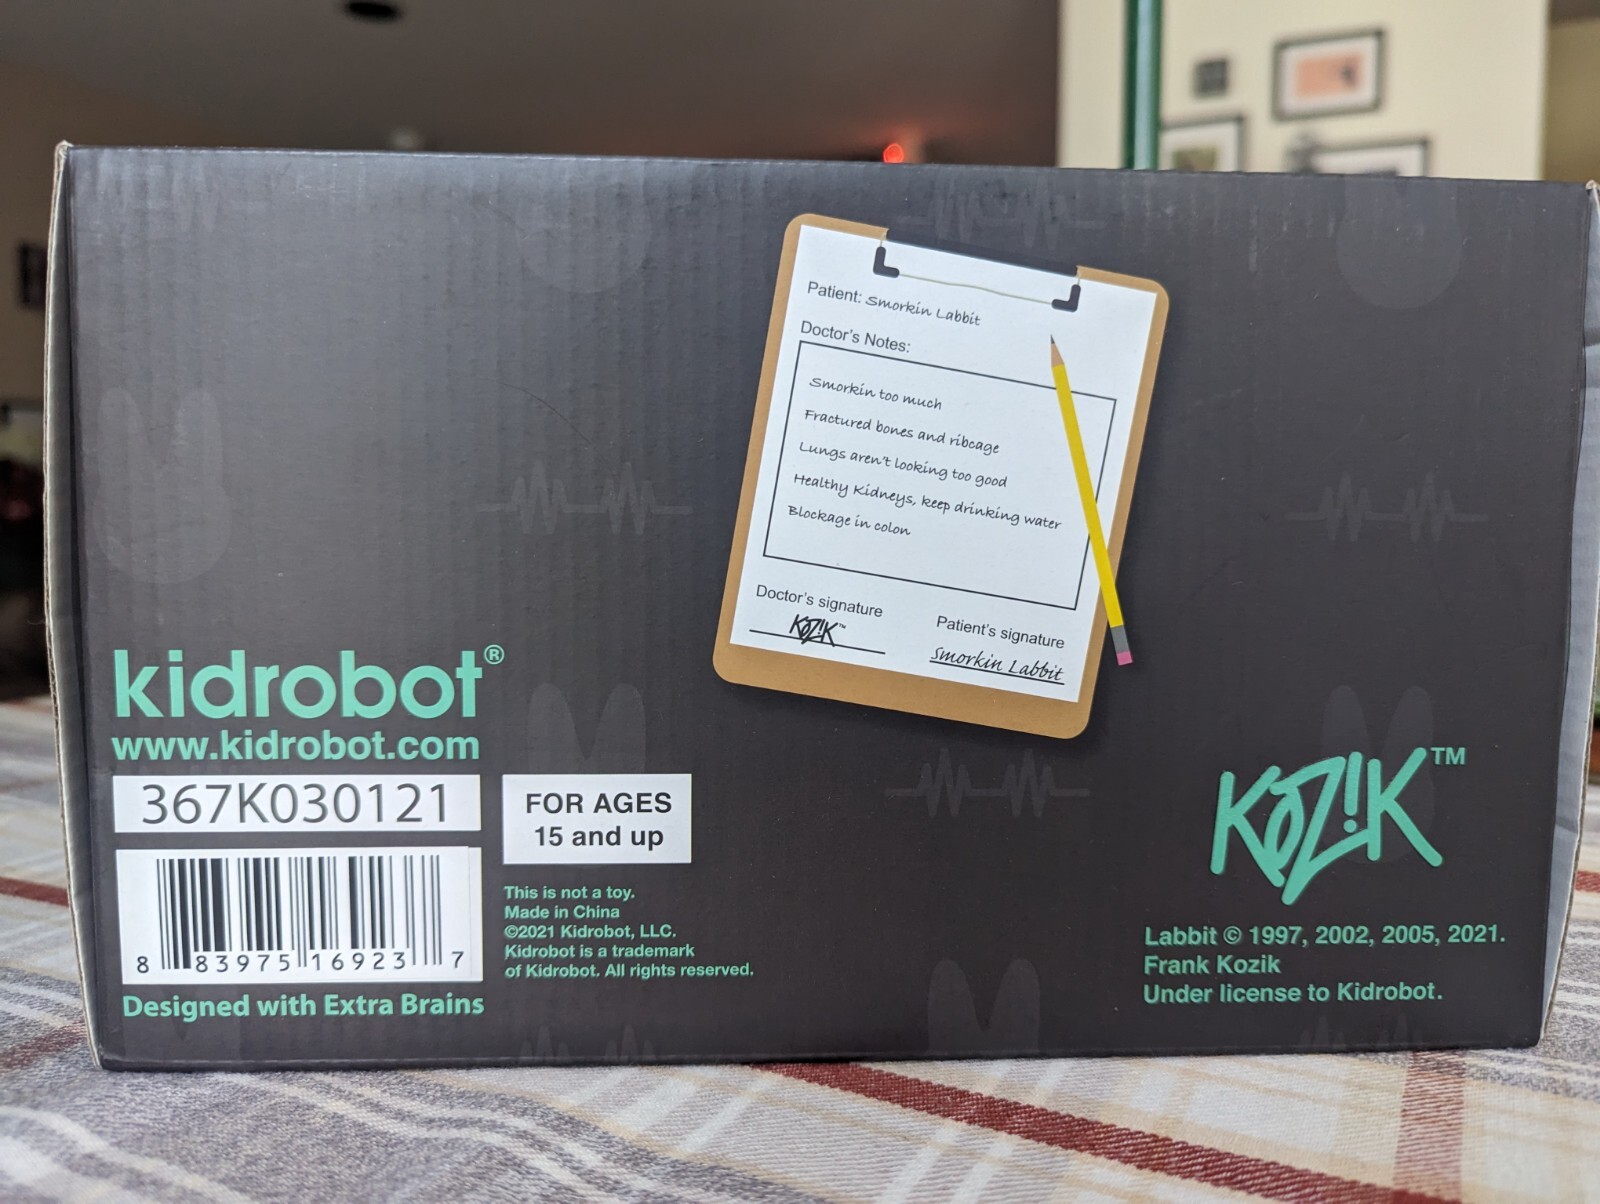 Patient: Smorkin Labbit
Doctor's Notes:
Smorkin too much
Fractured bones and ribcage
Lungs aren't looking too good
Healthy Kidneys, keep drinking water
Blockage in colon
Doctor's signature
KOZ!K™
Patient's signature
Smorkin Labbit
kidrobot®
www.kidrobot.com
367K030121
8 83975 16923 7
Designed with Extra Brains
FOR AGES
15 and up
This is not a toy.
Made in China
©2021 Kidrobot, LLC.
Kidrobot is a trademark
of Kidrobot. All rights reserved.
KOZ!K™
Labbit © 1997, 2002, 2005, 2021.
Frank Kozik
Under license to Kidrobot.